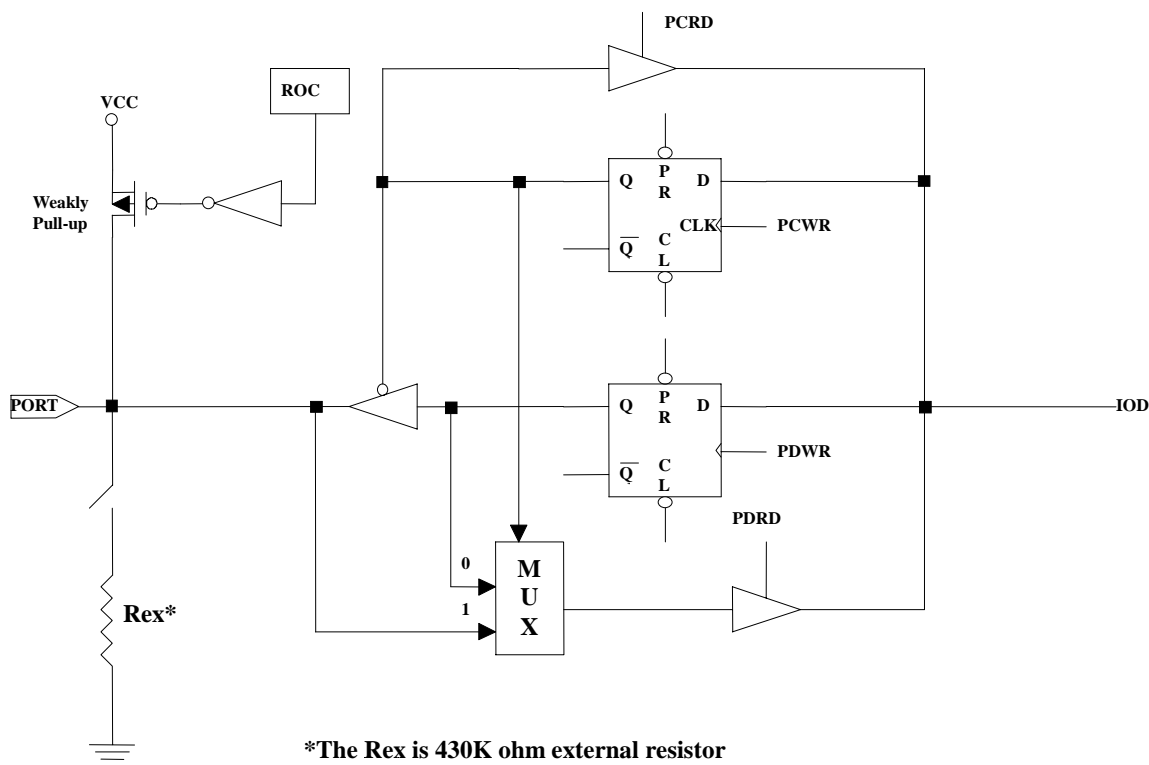 PCRD
ROC
VCC
Weakly
Pull-up
Q
P
R
D
CLK
PCWR
Q
C
L
PORT
Q
P
R
D
IOD
PDWR
Q
C
L
PDRD
0
1
M
U
X
Rex*
*The Rex is 430K ohm external resistor